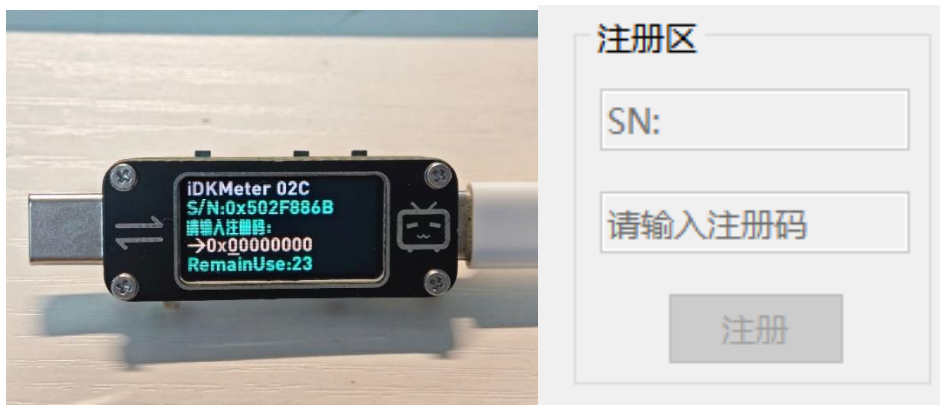 iDKMeter 02C
S/N:0x502F886B
请输入注册码:
→0x00000000
RemainUse:23
注册区
SN:
请输入注册码
注册